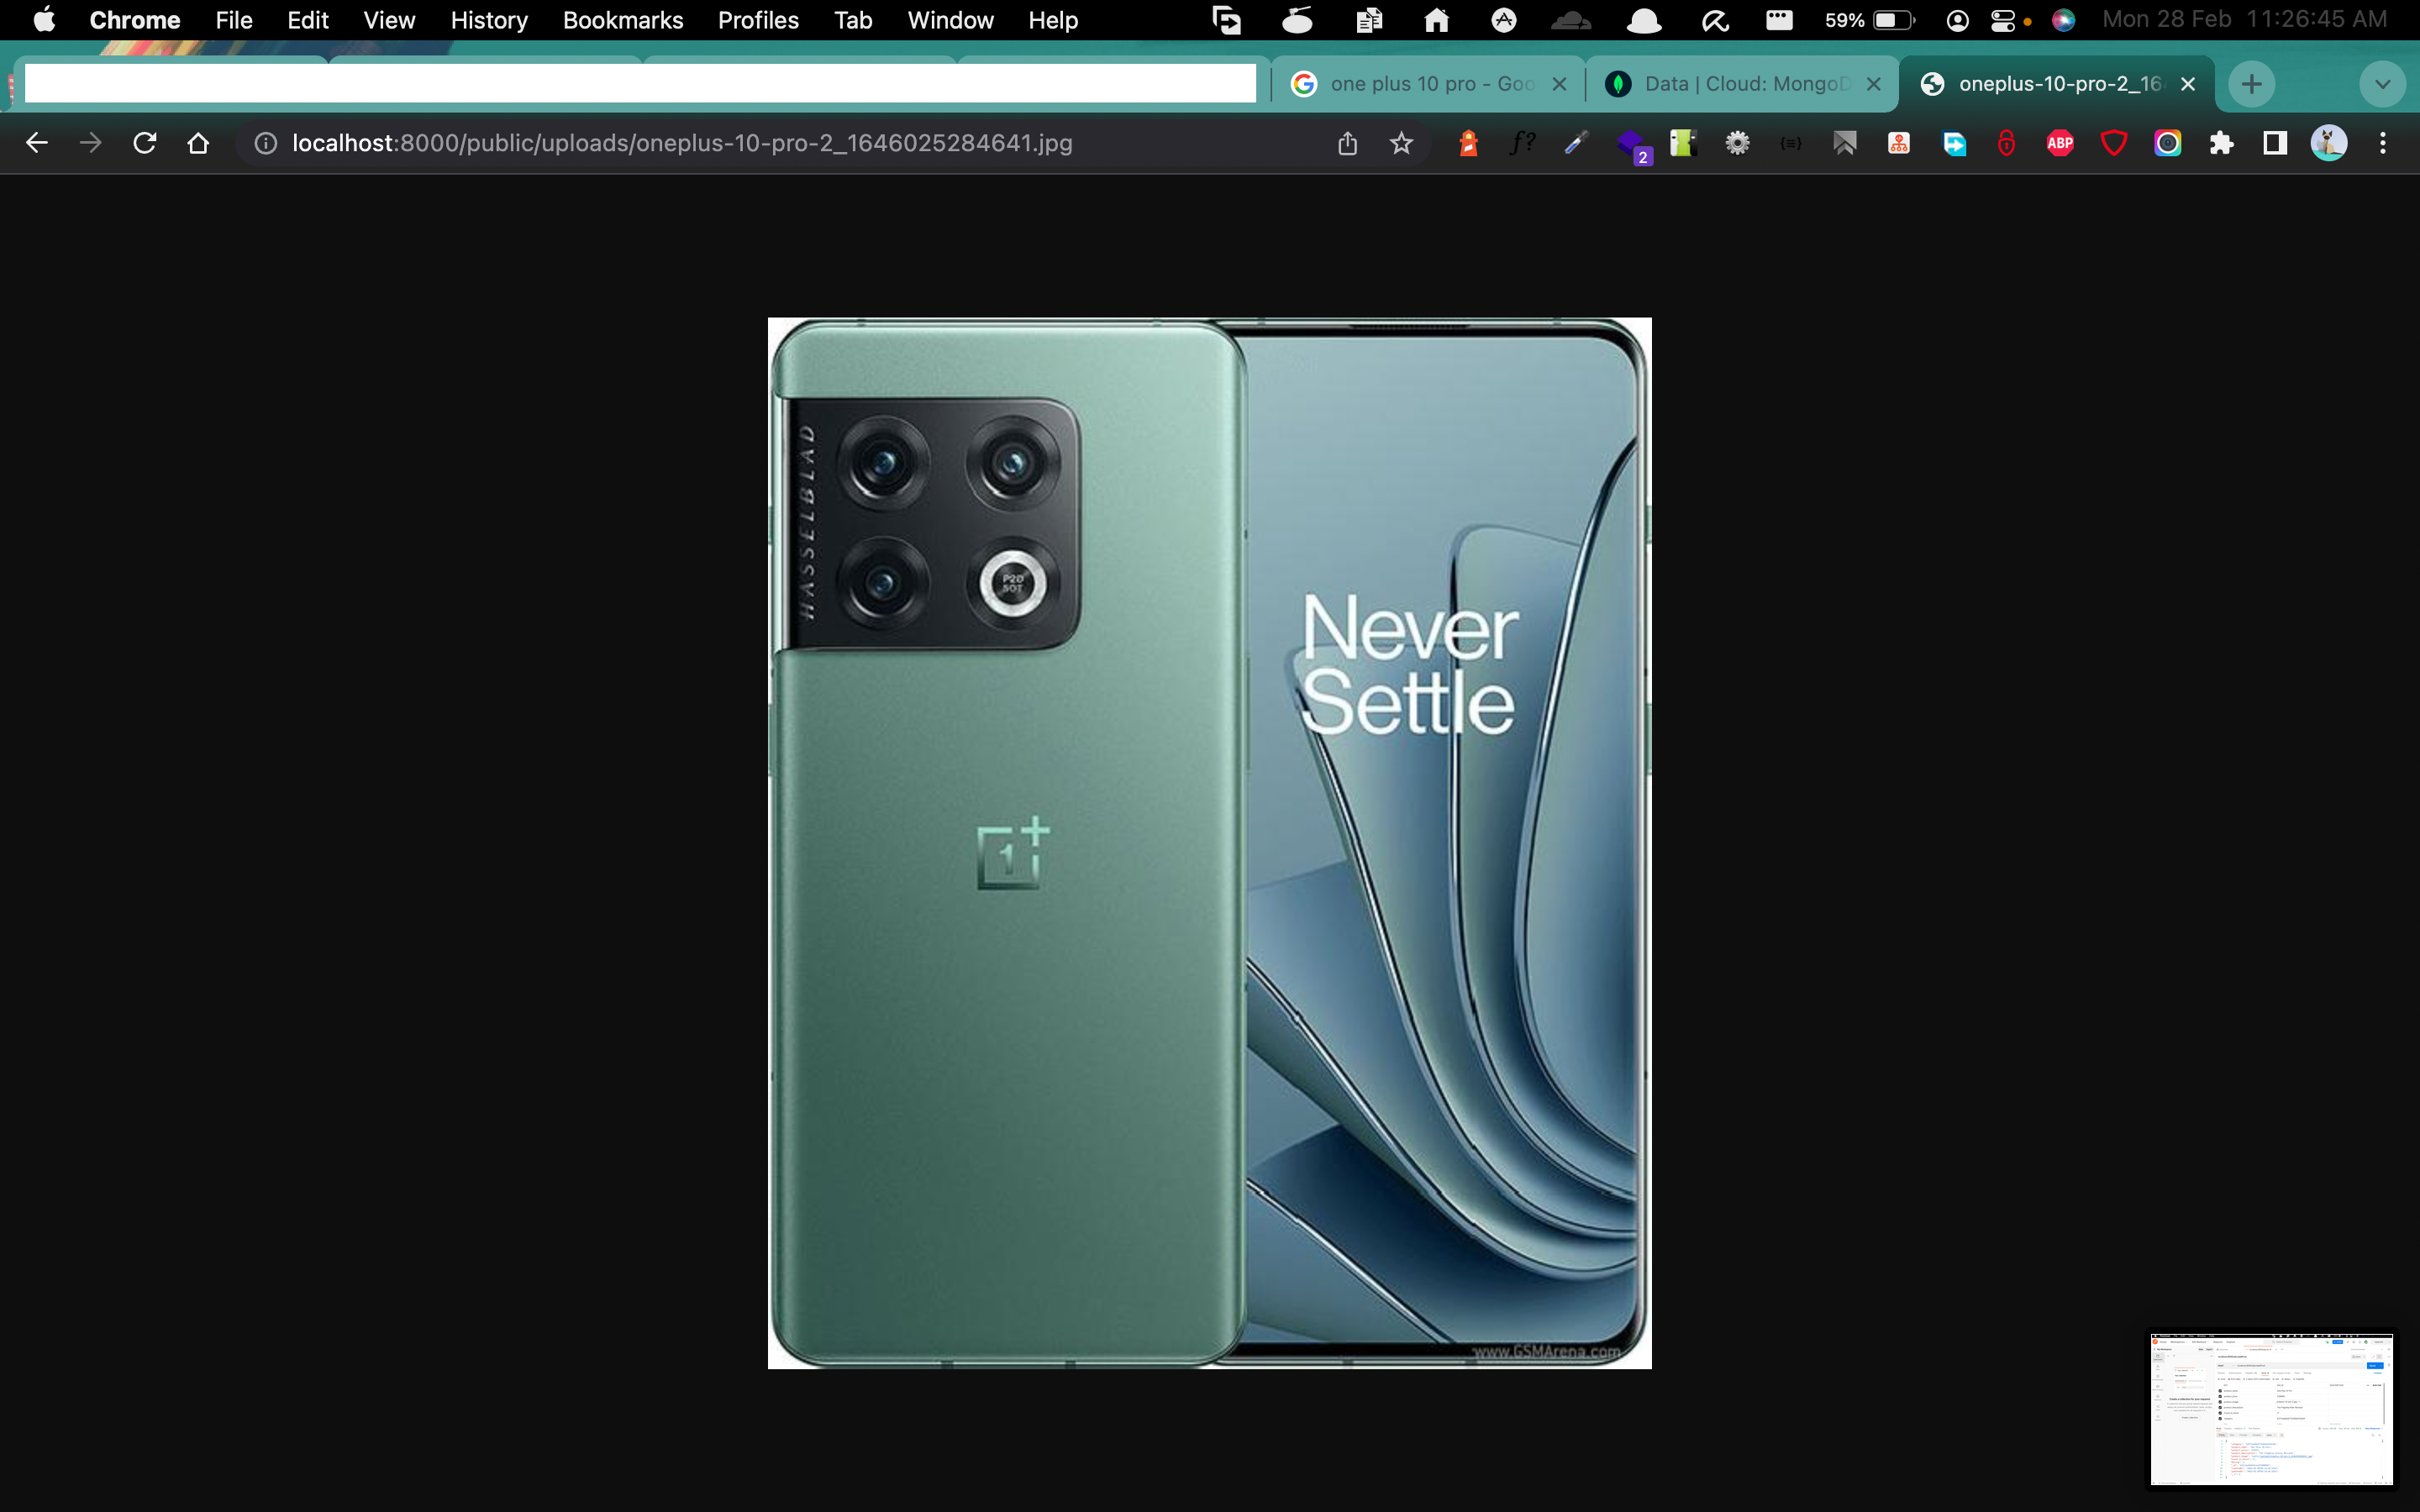 Chrome File Edit View History Bookmarks Profiles Tab Window Help 59% Mon 28 Feb 11:26:45 AM
one plus 10 pro - Goo Data | Cloud: MongoD oneplus-10-pro-2_16
localhost:8000/public/uploads/oneplus-10-pro-2_1646025284641.jpg
2
ABP
HASSELBLAD
P2D
50T
Never
Settle
1
www.GSMArena.com